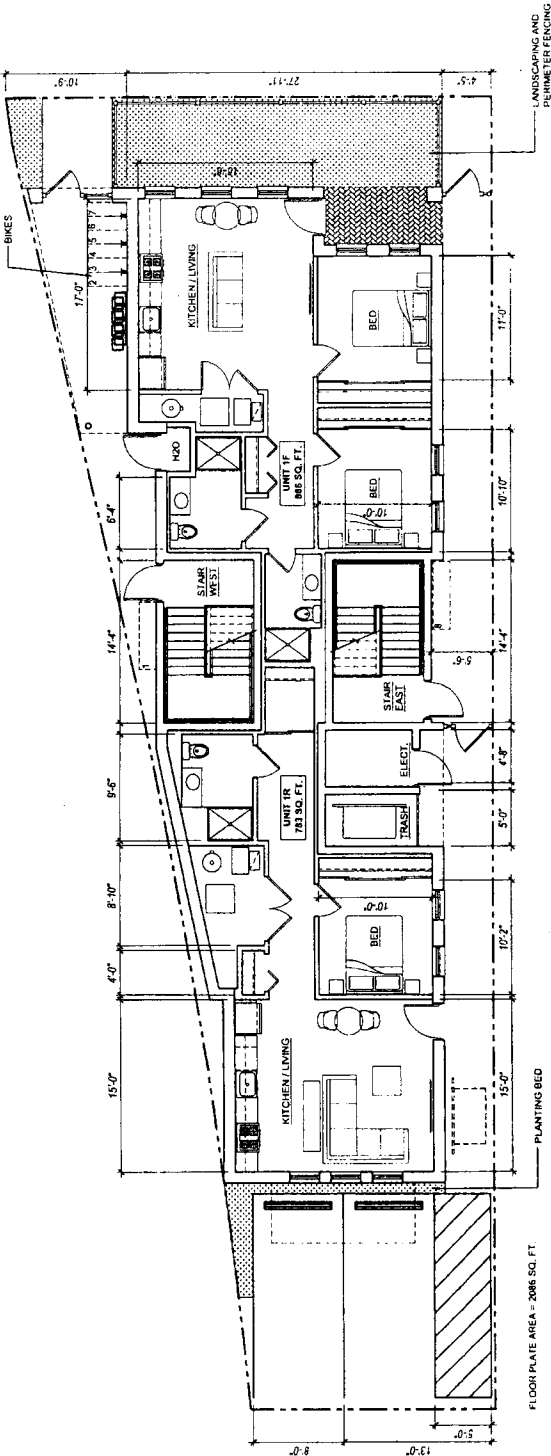 LANDSCAPING AND
PERIMETER FENCING
10'-9"
27'-11"
4'-5"
BIKES
2 3 4 5 6 7
17'-0"
18'-8"
KITCHEN / LIVING
BED
11'-0"
H2O
UNIT 1F
886 SQ. FT.
BED
10'-0"
10'-10"
6'-4"
STAIR
WEST
1
14'-4"
STAIR
EAST
8
5'-6"
14'-4"
9'-6"
UNIT 1R
783 SQ. FT.
ELECT.
4'-8"
TRASH
5'-0"
8'-10"
4'-0"
BED
10'-0"
10'-2"
15'-0"
KITCHEN / LIVING
15'-0"
PLANTING BED
FLOOR PLATE AREA = 2086 SQ. FT.
8'-0"
13'-0"
5'-0"